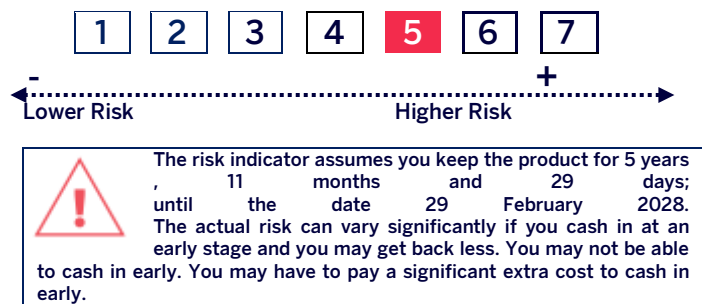 1 2 3 4 5 6 7
- +
Lower Risk Higher Risk
The risk indicator assumes you keep the product for 5 years
, 11 months and 29 days;
until the date 29 February 2028.
The actual risk can vary significantly if you cash in at an
early stage and you may get back less. You may not be able
to cash in early. You may have to pay a significant extra cost to cash in
early.